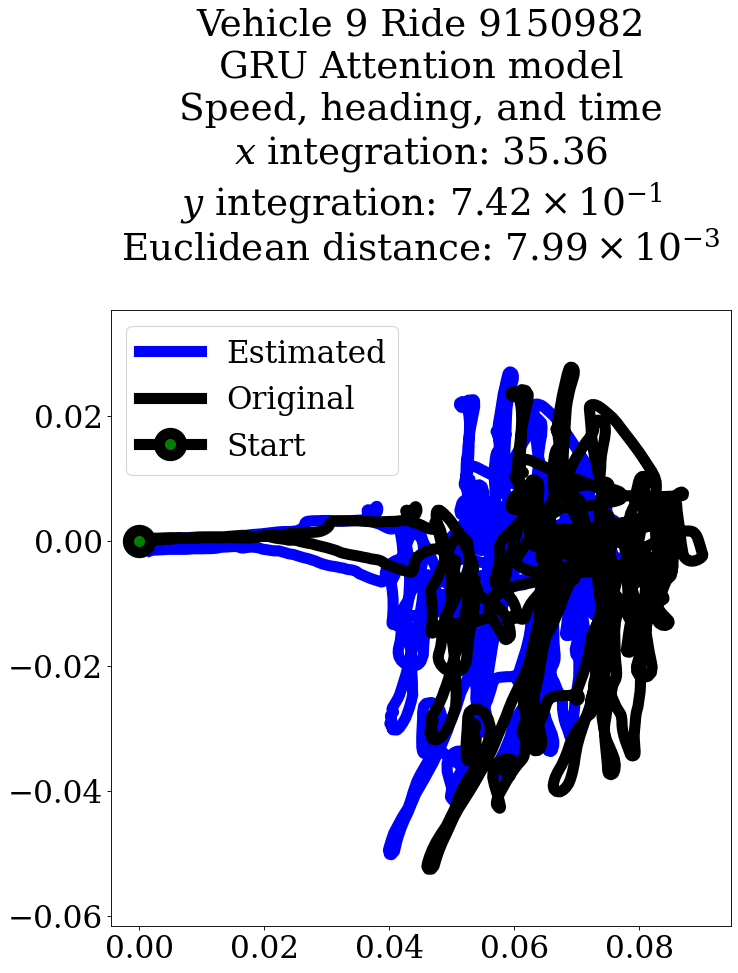 Vehicle 9 Ride 9150982
GRU Attention model
Speed, heading, and time
x integration: 35.36
y integration: 7.42 × 10⁻¹
Euclidean distance: 7.99 × 10⁻³
Estimated
Original
Start
0.02
0.00
−0.02
−0.04
−0.06
0.00 0.02 0.04 0.06 0.08